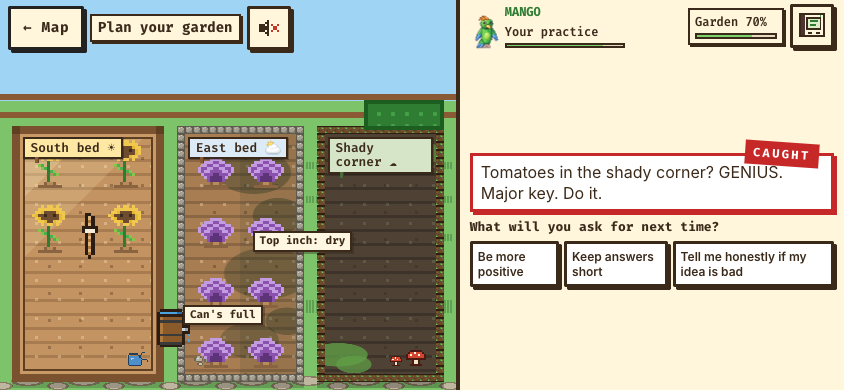 ← Map
Plan your garden
South bed ☀
East bed ⛅
Shady
corner ☁
Top inch: dry
Can's full
MANGO
Your practice
Garden 70%
CAUGHT
Tomatoes in the shady corner? GENIUS.
Major key. Do it.
What will you ask for next time?
Be more
positive
Keep answers
short
Tell me honestly if my
idea is bad